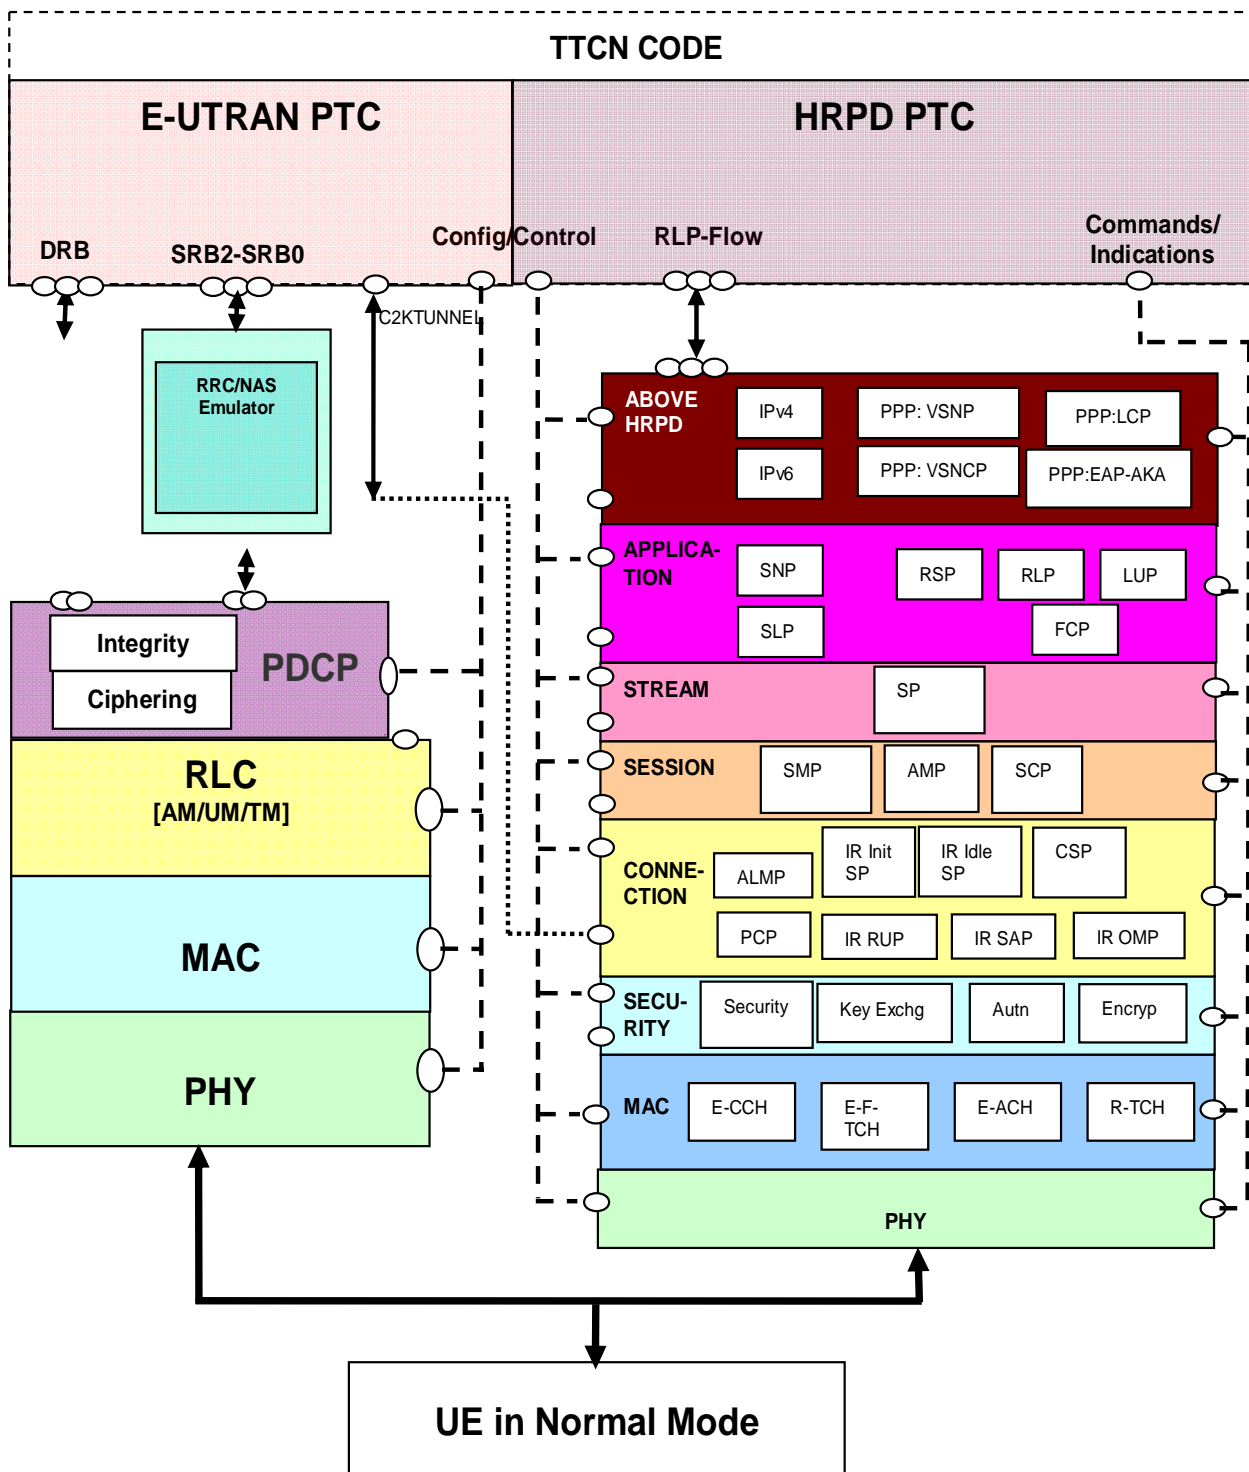 TTCN CODE
E-UTRAN PTC
HRPD PTC
DRB
SRB2-SRB0
Config/Control
RLP-Flow
Commands/
Indications
C2KTUNNEL
RRC/NAS
Emulator
Integrity
Ciphering
PDCP
RLC
[AM/UM/TM]
MAC
PHY
ABOVE
HRPD
IPv4
PPP: VSNP
PPP:LCP
IPv6
PPP: VSNCP
PPP:EAP-AKA
APPLICA-
TION
SNP
RSP
RLP
LUP
SLP
FCP
STREAM
SP
SESSION
SMP
AMP
SCP
CONNE-
CTION
ALMP
IR Init
SP
IR Idle
SP
CSP
PCP
IR RUP
IR SAP
IR OMP
SECU-
RITY
Security
Key Exchg
Autn
Encryp
MAC
E-CCH
E-F-
TCH
E-ACH
R-TCH
PHY
UE in Normal Mode